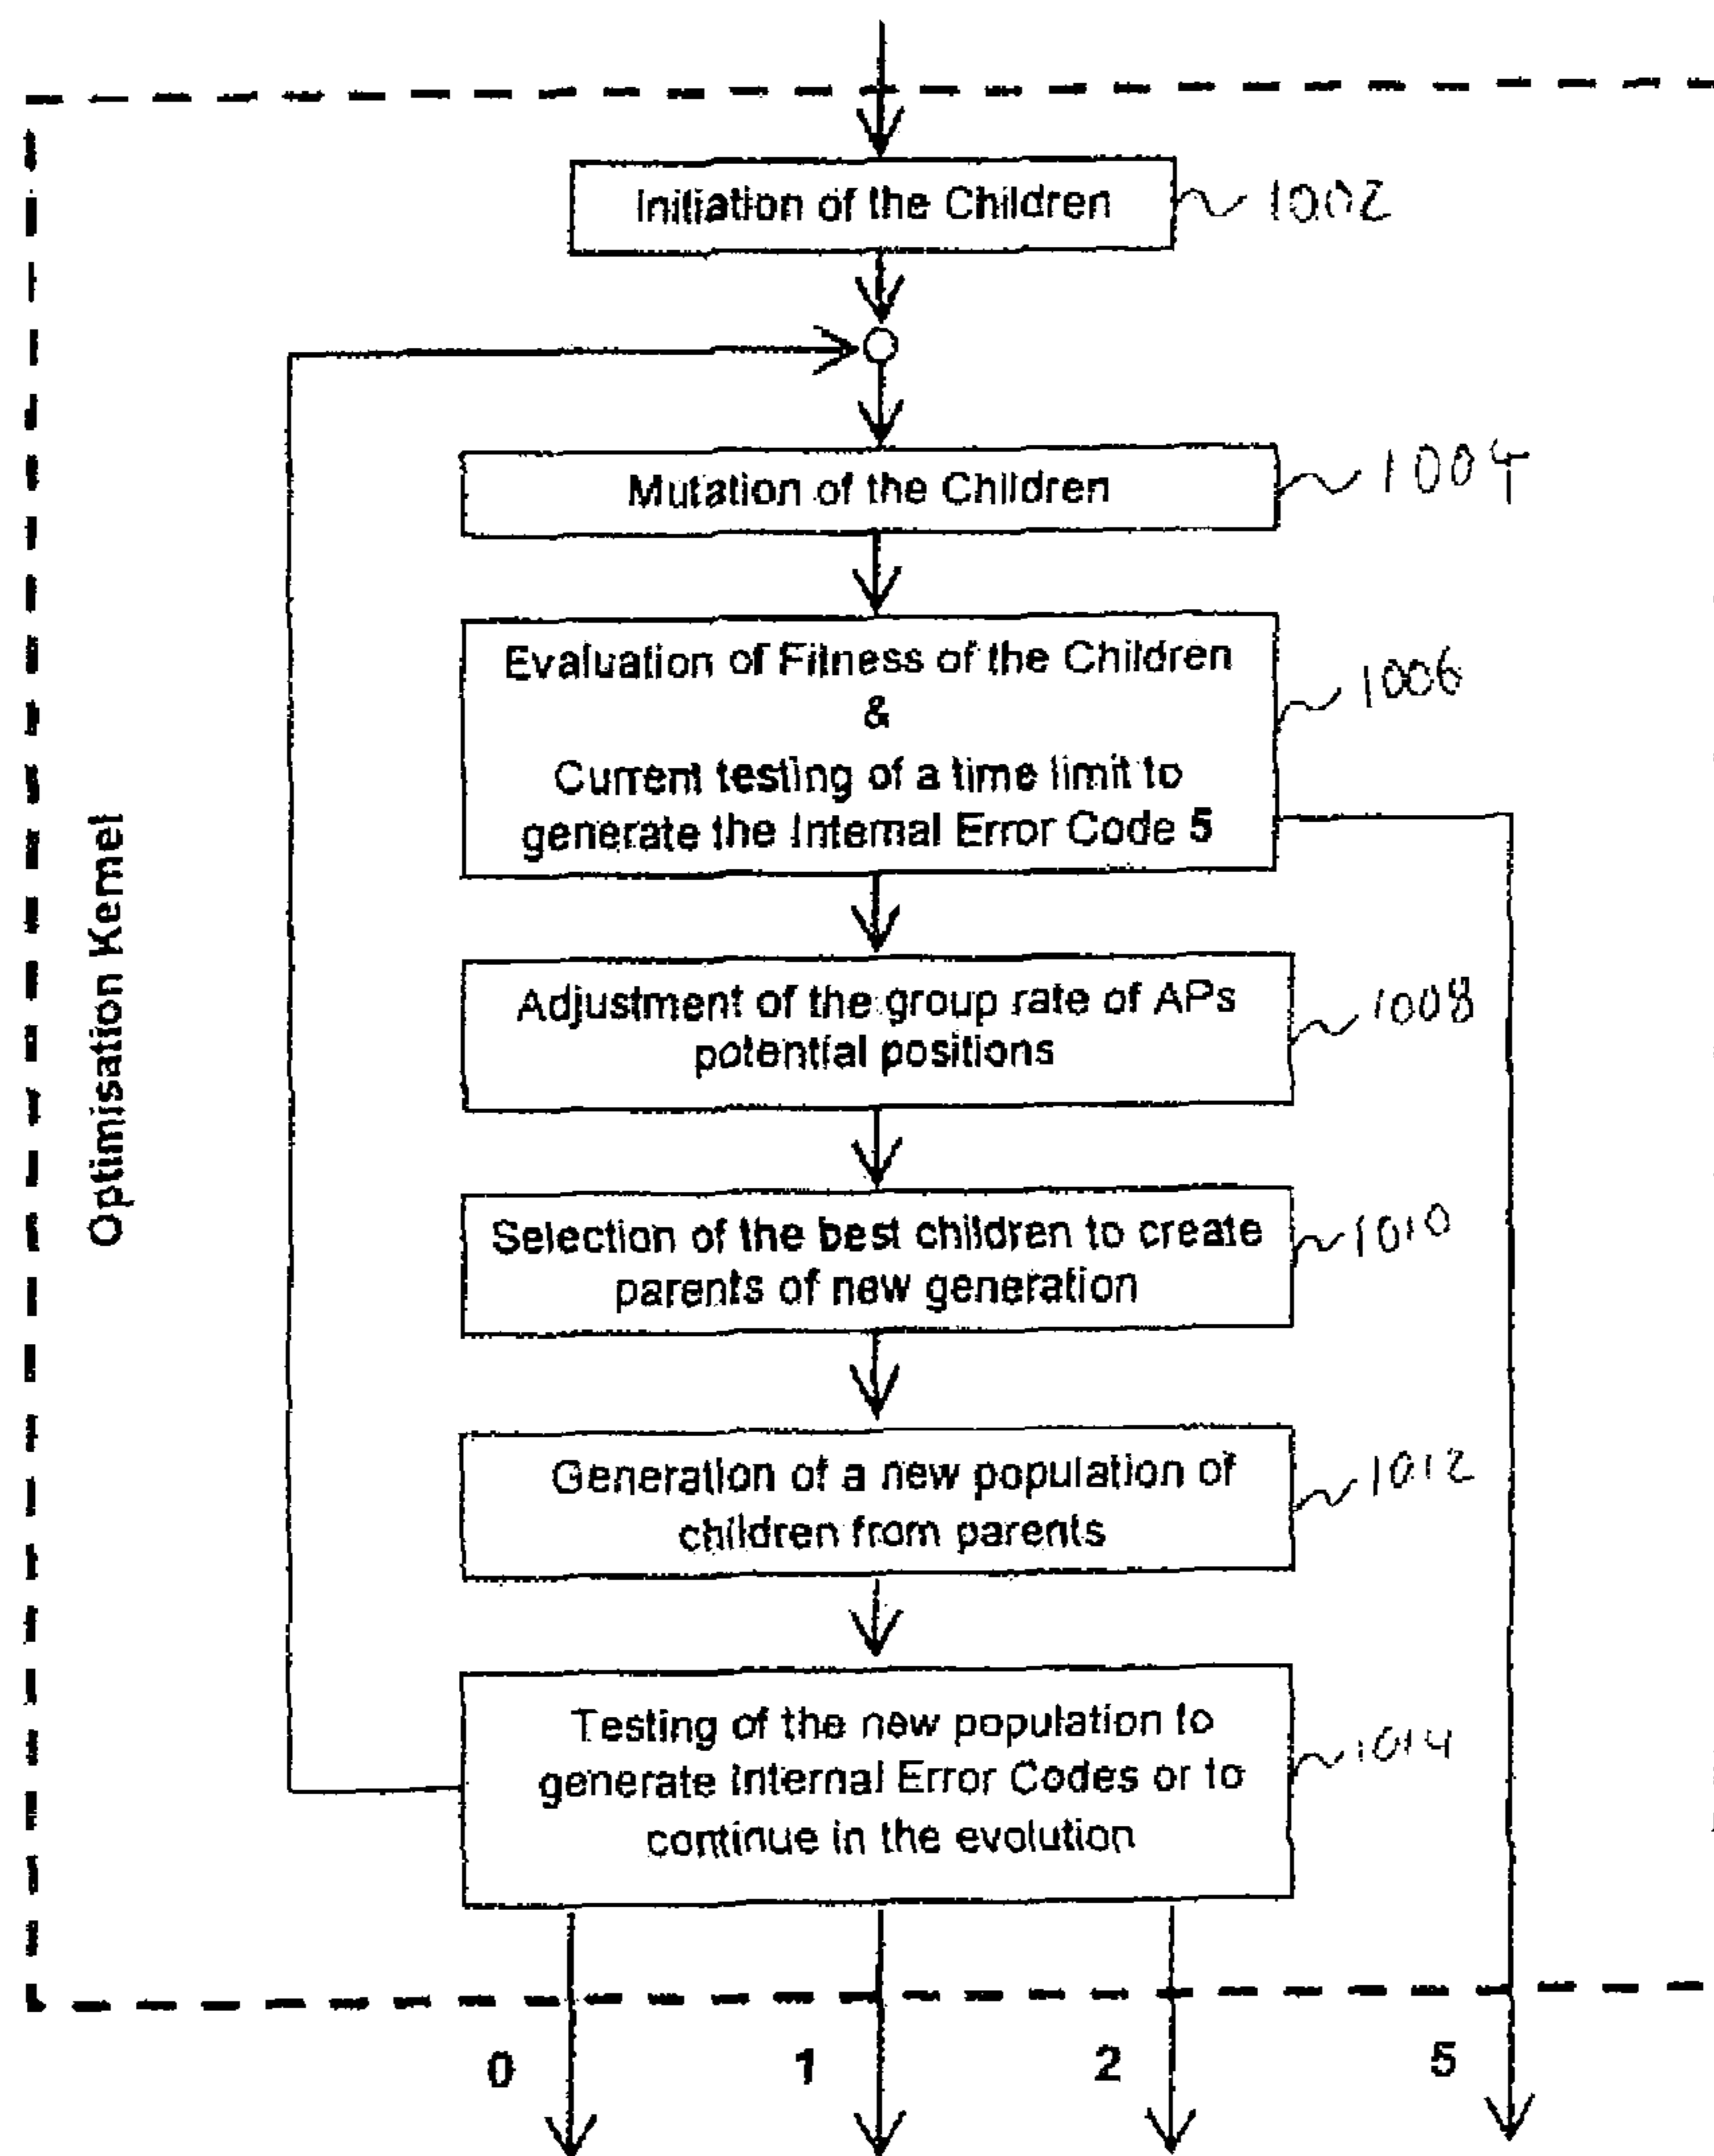 Initiation of the Children
1002
Mutation of the Children
1004
Evaluation of Fitness of the Children
&
Current testing of a time limit to
generate the Internal Error Code 5
1006
Adjustment of the group rate of APs
potential positions
1008
Selection of the best children to create
parents of new generation
1010
Generation of a new population of
children from parents
1012
Testing of the new population to
generate Internal Error Codes or to
continue in the evolution
1014
Optimisation Kernel
0
1
2
5